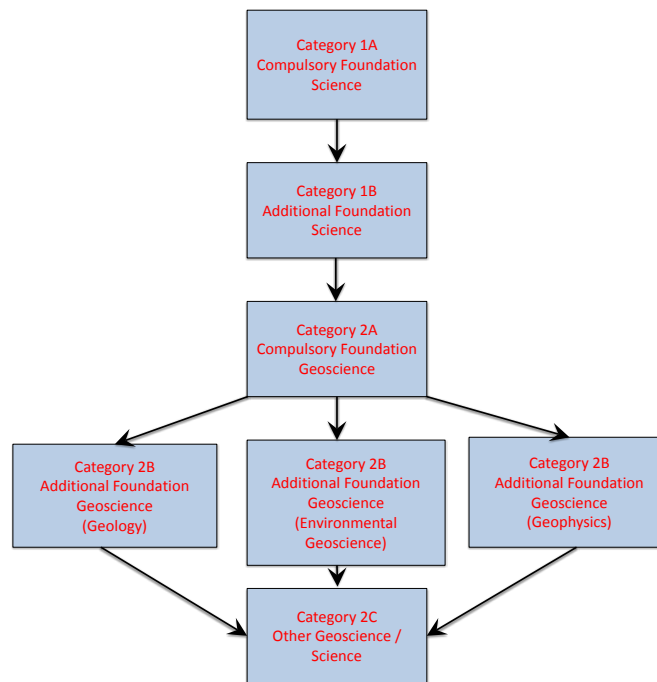 Category 1A
Compulsory Foundation
Science
Category 1B
Additional Foundation
Science
Category 2A
Compulsory Foundation
Geoscience
Category 2B
Additional Foundation
Geoscience
(Geology)
Category 2B
Additional Foundation
Geoscience
(Environmental
Geoscience)
Category 2B
Additional Foundation
Geoscience
(Geophysics)
Category 2C
Other Geoscience /
Science